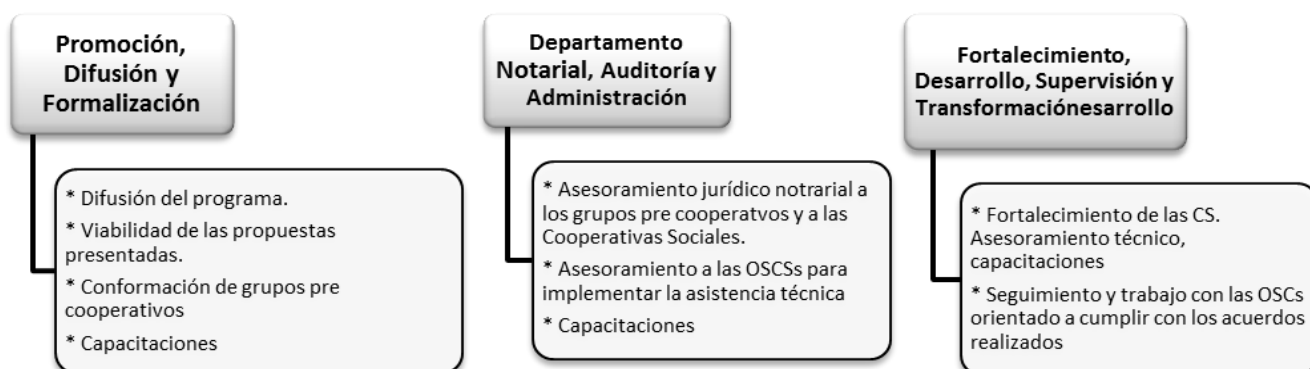 Promoción,
Difusión y
Formalización
* Difusión del programa.
* Viabilidad de las propuestas
presentadas.
* Conformación de grupos pre
cooperativos
* Capacitaciones
Departamento
Notarial, Auditoría y
Administración
* Asesoramiento jurídico notrarial a
los grupos pre cooperatvos y a las
Cooperativas Sociales.
* Asesoramiento a las OSCSs para
implementar la asistencia técnica
* Capacitaciones
Fortalecimiento,
Desarrollo, Supervisión y
Transformaciónesarrollo
* Fortalecimiento de las CS.
Asesoramiento técnico,
capacitaciones
* Seguimiento y trabajo con las OSCs
orientado a cumplir con los acuerdos
realizados